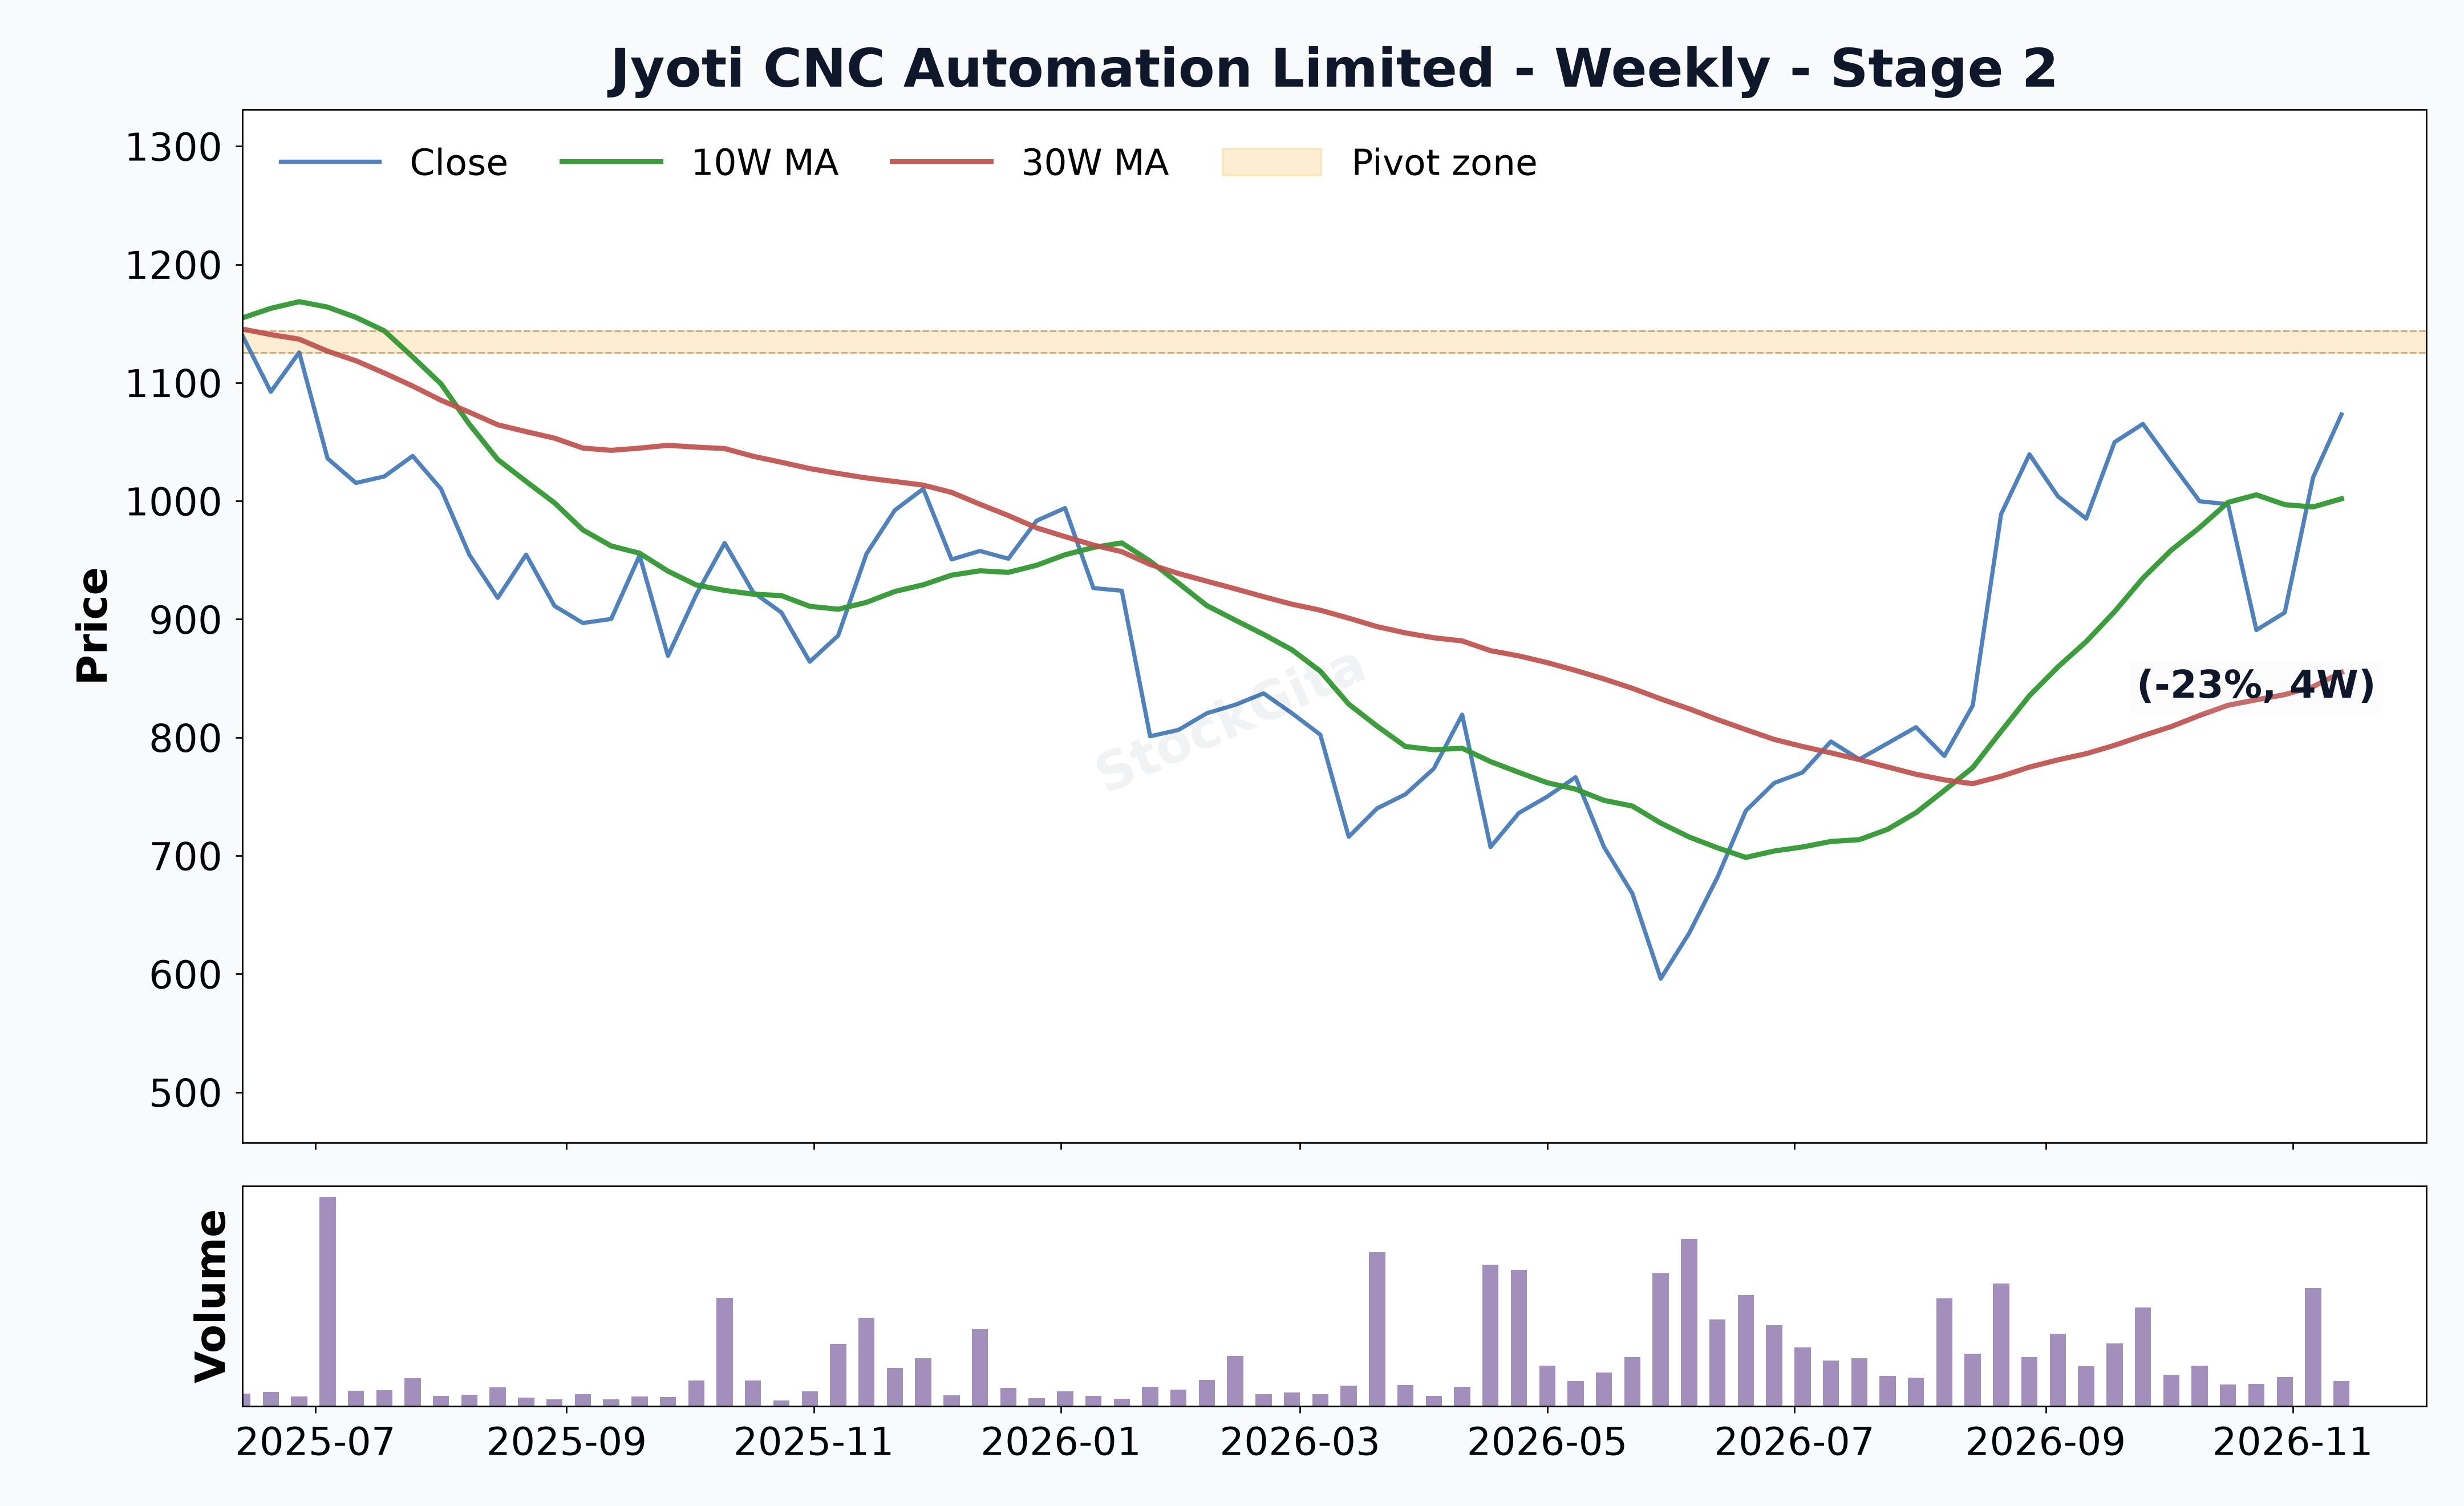 Jyoti CNC Automation Limited - Weekly - Stage 2
Close 10W MA 30W MA Pivot zone
1300
1200
1100
1000
900
800
700
600
500
Price
StockGita
(-23%, 4W)
Volume
2025-07 2025-09 2025-11 2026-01 2026-03 2026-05 2026-07 2026-09 2026-11